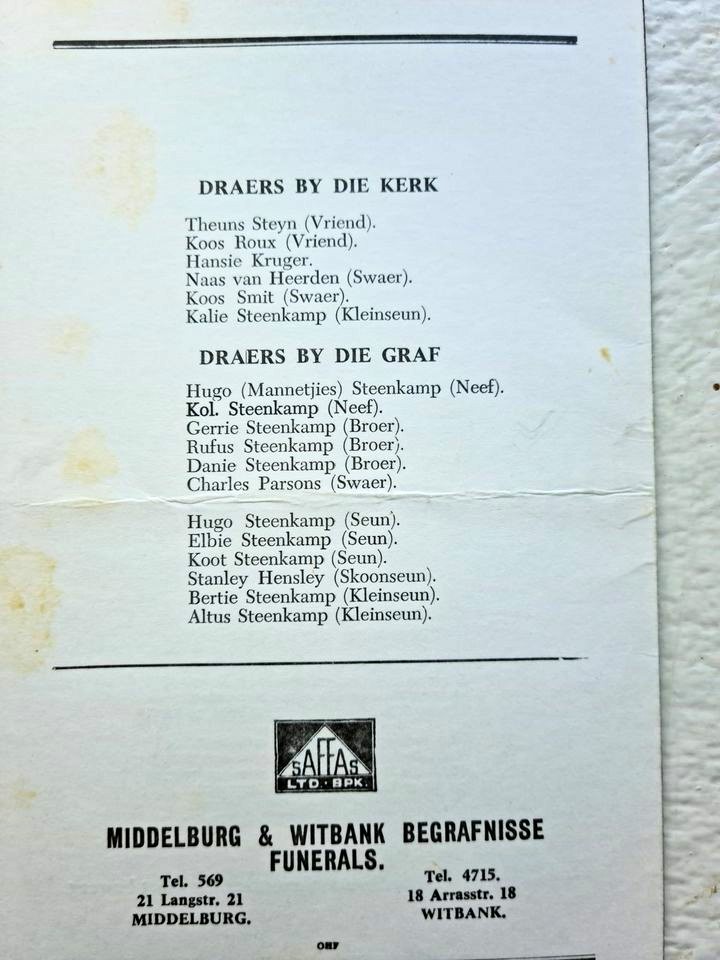 DRAERS BY DIE KERK
Theuns Steyn (Vriend).
Koos Roux (Vriend).
Hansie Kruger.
Naas van Heerden (Swaer).
Koos Smit (Swaer).
Kalie Steenkamp (Kleinseun).
DRAERS BY DIE GRAF
Hugo (Mannetjies) Steenkamp (Neef).
Kol. Steenkamp (Neef).
Gerrie Steenkamp (Broer).
Rufus Steenkamp (Broer).
Danie Steenkamp (Broer).
Charles Parsons (Swaer).
Hugo Steenkamp (Seun).
Elbie Steenkamp (Seun).
Koot Steenkamp (Seun).
Stanley Hensley (Skoonseun).
Bertie Steenkamp (Kleinseun).
Altus Steenkamp (Kleinseun).
SAFFAS
LTD. BPK.
MIDDELBURG & WITBANK BEGRAFNISSE
FUNERALS.
Tel. 569
21 Langstr. 21
MIDDELBURG.
Tel. 4715.
18 Arrasstr. 18
WITBANK.